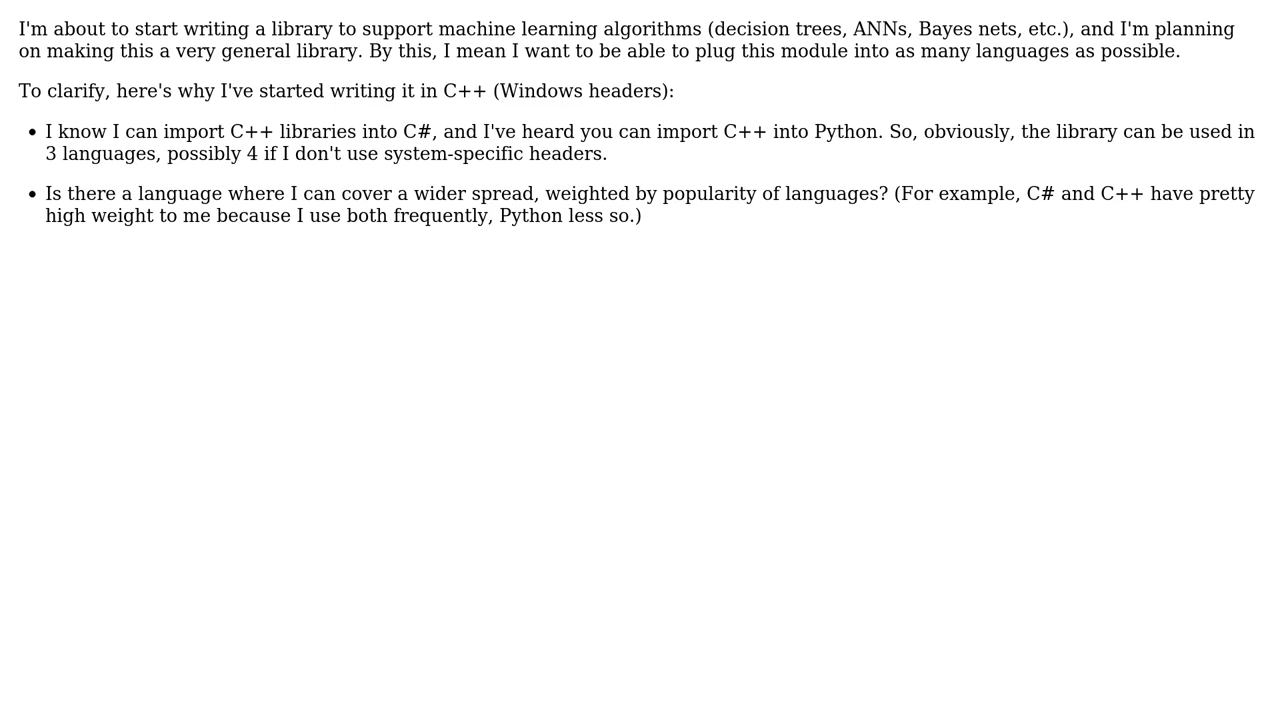 I'm about to start writing a library to support machine learning algorithms (decision trees, ANNs, Bayes nets, etc.), and I'm planning
on making this a very general library. By this, I mean I want to be able to plug this module into as many languages as possible.
To clarify, here's why I've started writing it in C++ (Windows headers):
• I know I can import C++ libraries into C#, and I've heard you can import C++ into Python. So, obviously, the library can be used in
3 languages, possibly 4 if I don't use system-specific headers.
• Is there a language where I can cover a wider spread, weighted by popularity of languages? (For example, C# and C++ have pretty
high weight to me because I use both frequently, Python less so.)